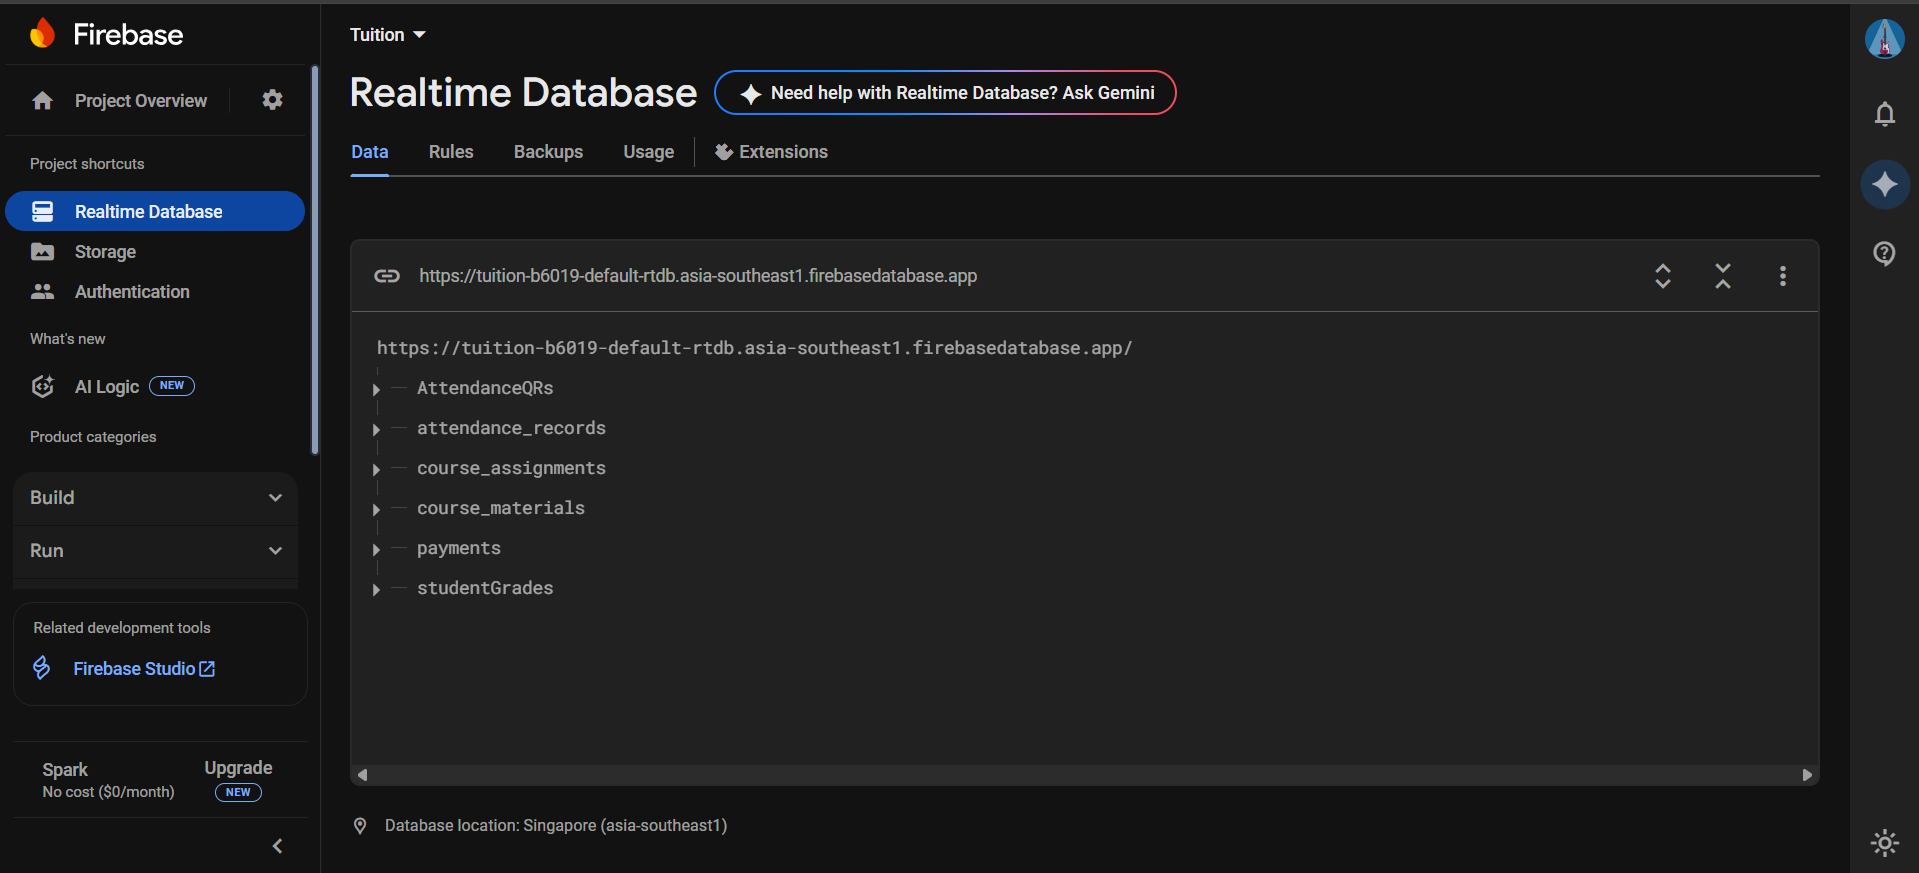 Firebase
Project Overview
Project shortcuts
Realtime Database
Storage
Authentication
What's new
AI Logic NEW
Product categories
Build
Run
Related development tools
Firebase Studio
Spark
No cost ($0/month)
Upgrade
NEW
Tuition
Realtime Database
Need help with Realtime Database? Ask Gemini
Data Rules Backups Usage Extensions
https://tuition-b6019-default-rtdb.asia-southeast1.firebasedatabase.app
https://tuition-b6019-default-rtdb.asia-southeast1.firebasedatabase.app/
AttendanceQRs
attendance_records
course_assignments
course_materials
payments
studentGrades
Database location: Singapore (asia-southeast1)